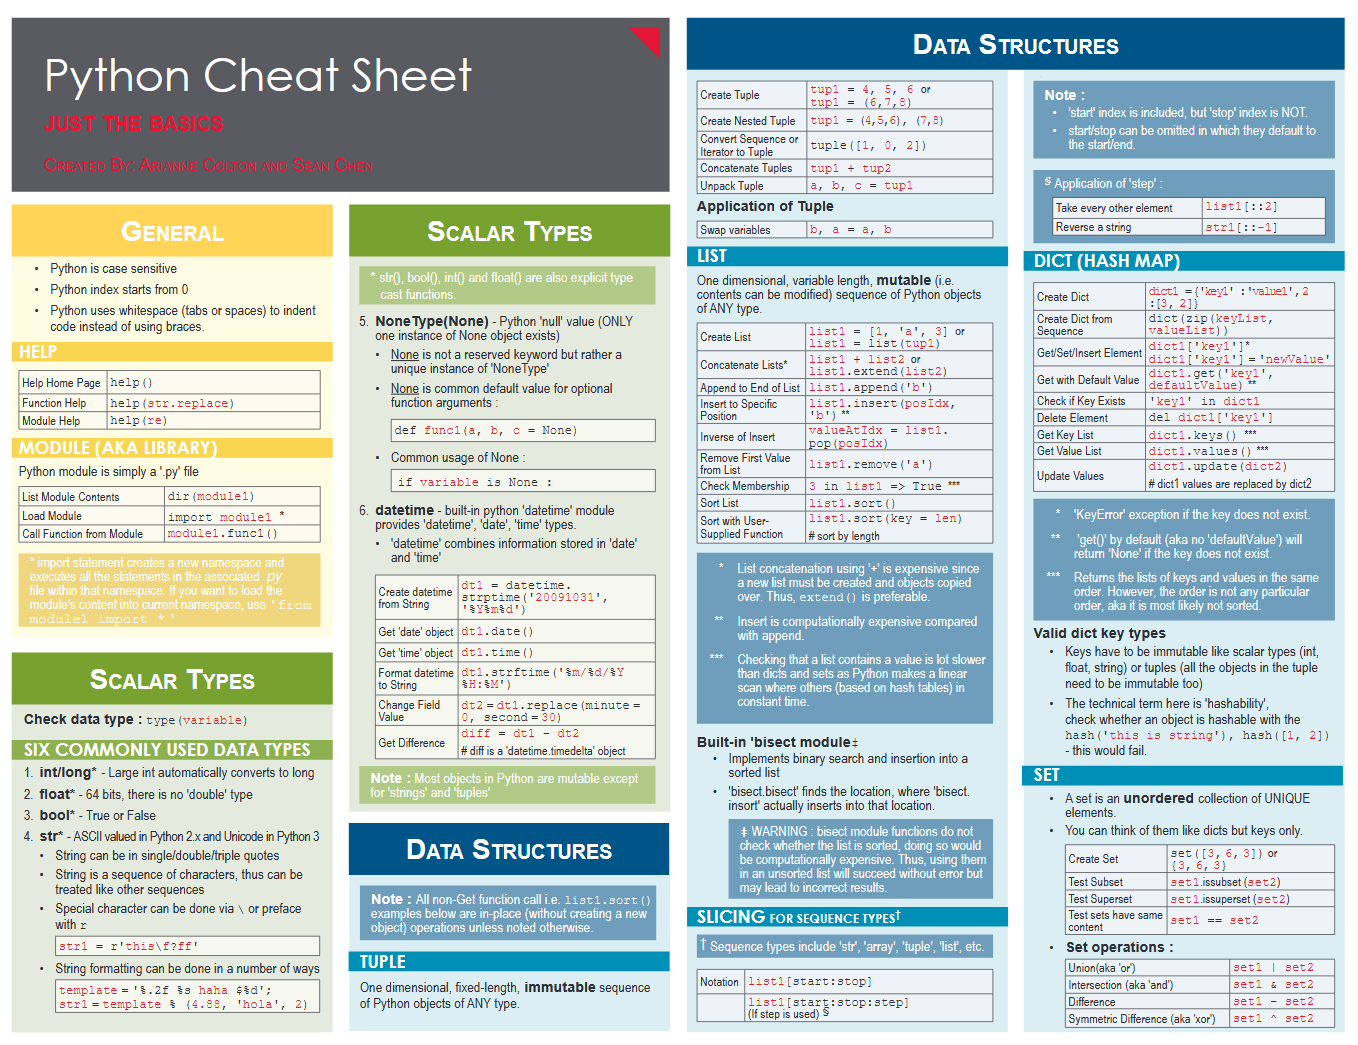 Python Cheat Sheet
JUST THE BASICS
CREATED BY: ARIANNE COLTON AND SEAN CHEN
GENERAL
• Python is case sensitive
• Python index starts from 0
• Python uses whitespace (tabs or spaces) to indent
code instead of using braces.
HELP
Help Home Page help()
Function Help help(str.replace)
Module Help help(re)
MODULE (AKA LIBRARY)
Python module is simply a '.py' file
List Module Contents dir(module1)
Load Module import module1 *
Call Function from Module module1.func1()
* import statement creates a new namespace and
executes all the statements in the associated .py
file within that namespace. If you want to load the
module's content into current namespace, use 'from
module1 import * '
SCALAR TYPES
Check data type : type(variable)
SIX COMMONLY USED DATA TYPES
1. int/long* - Large int automatically converts to long
2. float* - 64 bits, there is no 'double' type
3. bool* - True or False
4. str* - ASCII valued in Python 2.x and Unicode in Python 3
• String can be in single/double/triple quotes
• String is a sequence of characters, thus can be
treated like other sequences
• Special character can be done via \ or preface
with r
str1 = r'this\f?ff'
• String formatting can be done in a number of ways
template = '%.2f %s haha $%d';
str1 = template % (4.88, 'hola', 2)
SCALAR TYPES
* str(), bool(), int() and float() are also explicit type
cast functions.
5. NoneType(None) - Python 'null' value (ONLY
one instance of None object exists)
• None is not a reserved keyword but rather a
unique instance of 'NoneType'
• None is common default value for optional
function arguments :
def func1(a, b, c = None)
• Common usage of None :
if variable is None :
6. datetime - built-in python 'datetime' module
provides 'datetime', 'date', 'time' types.
• 'datetime' combines information stored in 'date'
and 'time'
Create datetime from String dt1 = datetime.
strptime('20091031',
'%Y%m%d')
Get 'date' object dt1.date()
Get 'time' object dt1.time()
Format datetime to String dt1.strftime('%m/%d/%Y
%H:%M')
Change Field Value dt2 = dt1.replace(minute =
0, second = 30)
Get Difference diff = dt1 - dt2
# diff is a 'datetime.timedelta' object
Note : Most objects in Python are mutable except
for 'strings' and 'tuples'
DATA STRUCTURES
Note : All non-Get function call i.e. list1.sort()
examples below are in-place (without creating a new
object) operations unless noted otherwise.
TUPLE
One dimensional, fixed-length, immutable sequence
of Python objects of ANY type.
DATA STRUCTURES
Create Tuple tup1 = 4, 5, 6 or
tup1 = (6,7,8)
Create Nested Tuple tup1 = (4,5,6), (7,8)
Convert Sequence or Iterator to Tuple tuple([1, 0, 2])
Concatenate Tuples tup1 + tup2
Unpack Tuple a, b, c = tup1
Application of Tuple
Swap variables b, a = a, b
LIST
One dimensional, variable length, mutable (i.e.
contents can be modified) sequence of Python objects
of ANY type.
Create List list1 = [1, 'a', 3] or
list1 = list(tup1)
Concatenate Lists* list1 + list2 or
list1.extend(list2)
Append to End of List list1.append('b')
Insert to Specific Position list1.insert(posIdx,
'b') **
Inverse of Insert valueAtIdx = list1.
pop(posIdx)
Remove First Value from List list1.remove('a')
Check Membership 3 in list1 => True ***
Sort List list1.sort()
Sort with User-Supplied Function list1.sort(key = len)
# sort by length
* List concatenation using '+' is expensive since
a new list must be created and objects copied
over. Thus, extend() is preferable.
** Insert is computationally expensive compared
with append.
*** Checking that a list contains a value is lot slower
than dicts and sets as Python makes a linear
scan where others (based on hash tables) in
constant time.
Built-in 'bisect module‡
• Implements binary search and insertion into a
sorted list
• 'bisect.bisect' finds the location, where 'bisect.
insort' actually inserts into that location.
‡ WARNING : bisect module functions do not
check whether the list is sorted, doing so would
be computationally expensive. Thus, using them
in an unsorted list will succeed without error but
may lead to incorrect results.
SLICING FOR SEQUENCE TYPES†
† Sequence types include 'str', 'array', 'tuple', 'list', etc.
Notation list1[start:stop]
list1[start:stop:step]
(If step is used) §
Note :
• 'start' index is included, but 'stop' index is NOT.
• start/stop can be omitted in which they default to
the start/end.
§ Application of 'step' :
Take every other element list1[::2]
Reverse a string str1[::-1]
DICT (HASH MAP)
Create Dict dict1 ={'key1' :'value1',2
:[3, 2]}
Create Dict from Sequence dict(zip(keyList,
valueList))
Get/Set/Insert Element dict1['key1']*
dict1['key1'] = 'newValue'
Get with Default Value dict1.get('key1',
defaultValue) **
Check if Key Exists 'key1' in dict1
Delete Element del dict1['key1']
Get Key List dict1.keys() ***
Get Value List dict1.values() ***
Update Values dict1.update(dict2)
# dict1 values are replaced by dict2
* 'KeyError' exception if the key does not exist.
** 'get()' by default (aka no 'defaultValue') will
return 'None' if the key does not exist.
*** Returns the lists of keys and values in the same
order. However, the order is not any particular
order, aka it is most likely not sorted.
Valid dict key types
• Keys have to be immutable like scalar types (int,
float, string) or tuples (all the objects in the tuple
need to be immutable too)
• The technical term here is 'hashability',
check whether an object is hashable with the
hash('this is string'), hash([1, 2])
- this would fail.
SET
• A set is an unordered collection of UNIQUE
elements.
• You can think of them like dicts but keys only.
Create Set set([3, 6, 3]) or
{3, 6, 3}
Test Subset set1.issubset (set2)
Test Superset set1.issuperset (set2)
Test sets have same content set1 == set2
• Set operations :
Union(aka 'or') set1 | set2
Intersection (aka 'and') set1 & set2
Difference set1 - set2
Symmetric Difference (aka 'xor') set1 ^ set2